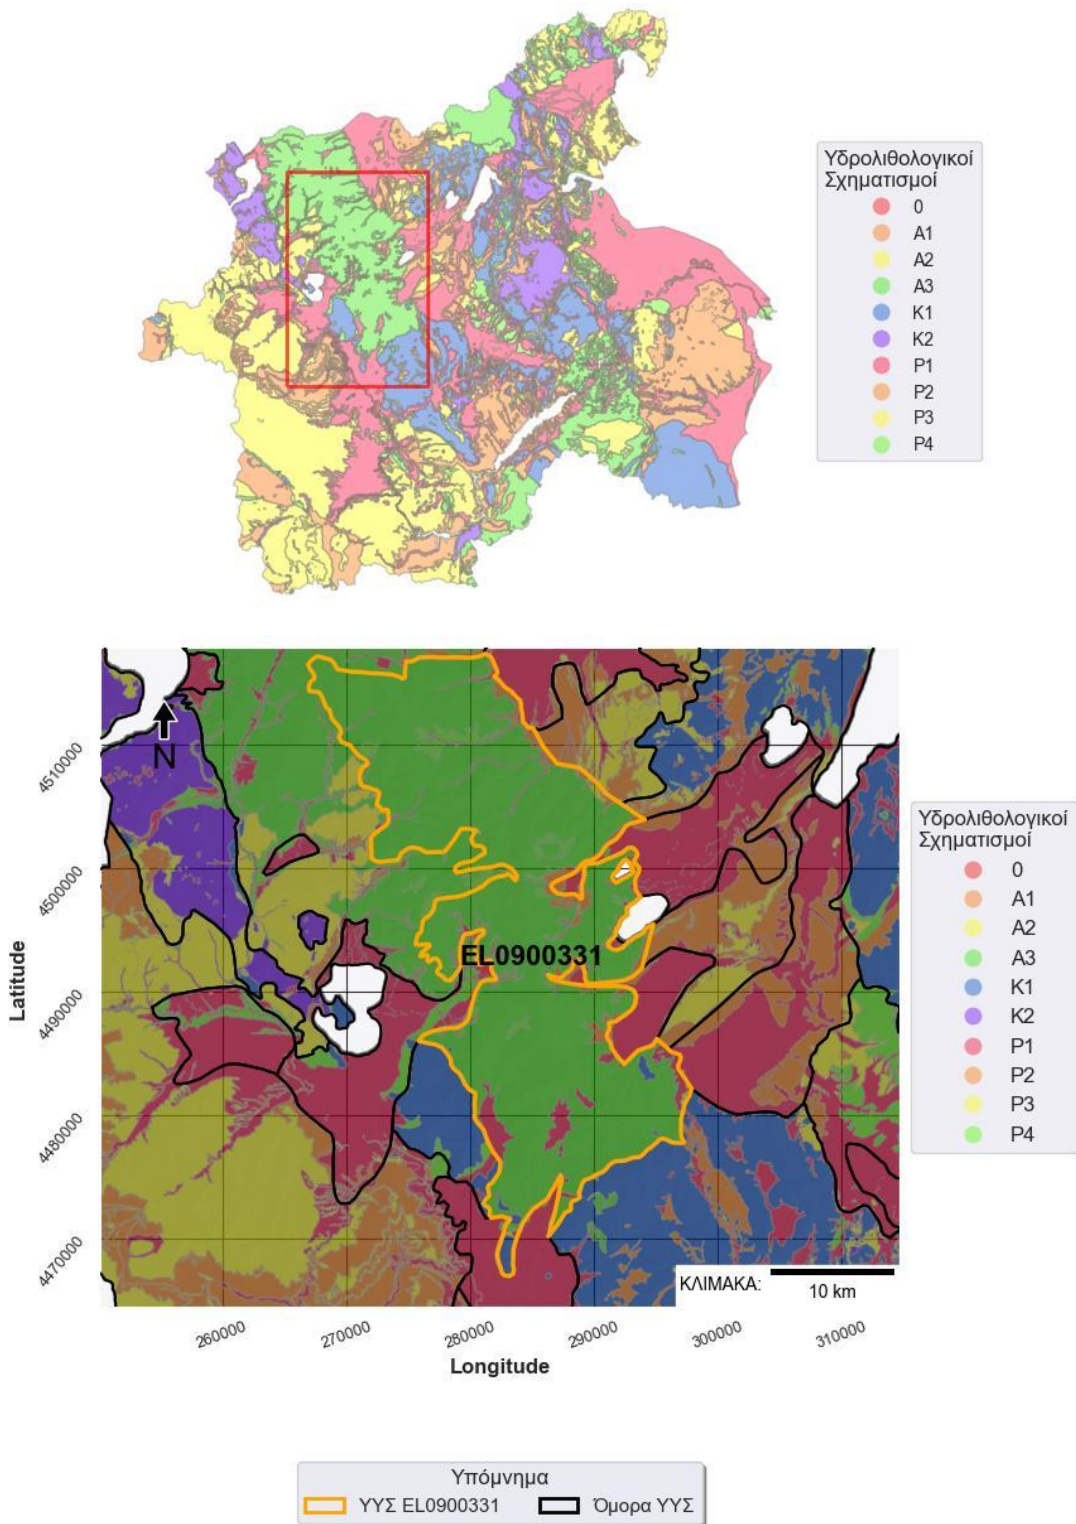 Υδρολιθολογικοί
Σχηματισμοί
0
A1
A2
A3
K1
K2
P1
P2
P3
P4
N
4510000
4500000
4490000
4480000
4470000
Latitude
EL0900331
ΚΛΙΜΑΚΑ:
10 km
260000
270000
280000
290000
300000
310000
Longitude
Υδρολιθολογικοί
Σχηματισμοί
0
A1
A2
A3
K1
K2
P1
P2
P3
P4
Υπόμνημα
ΥΥΣ EL0900331
Όμορα ΥΥΣ